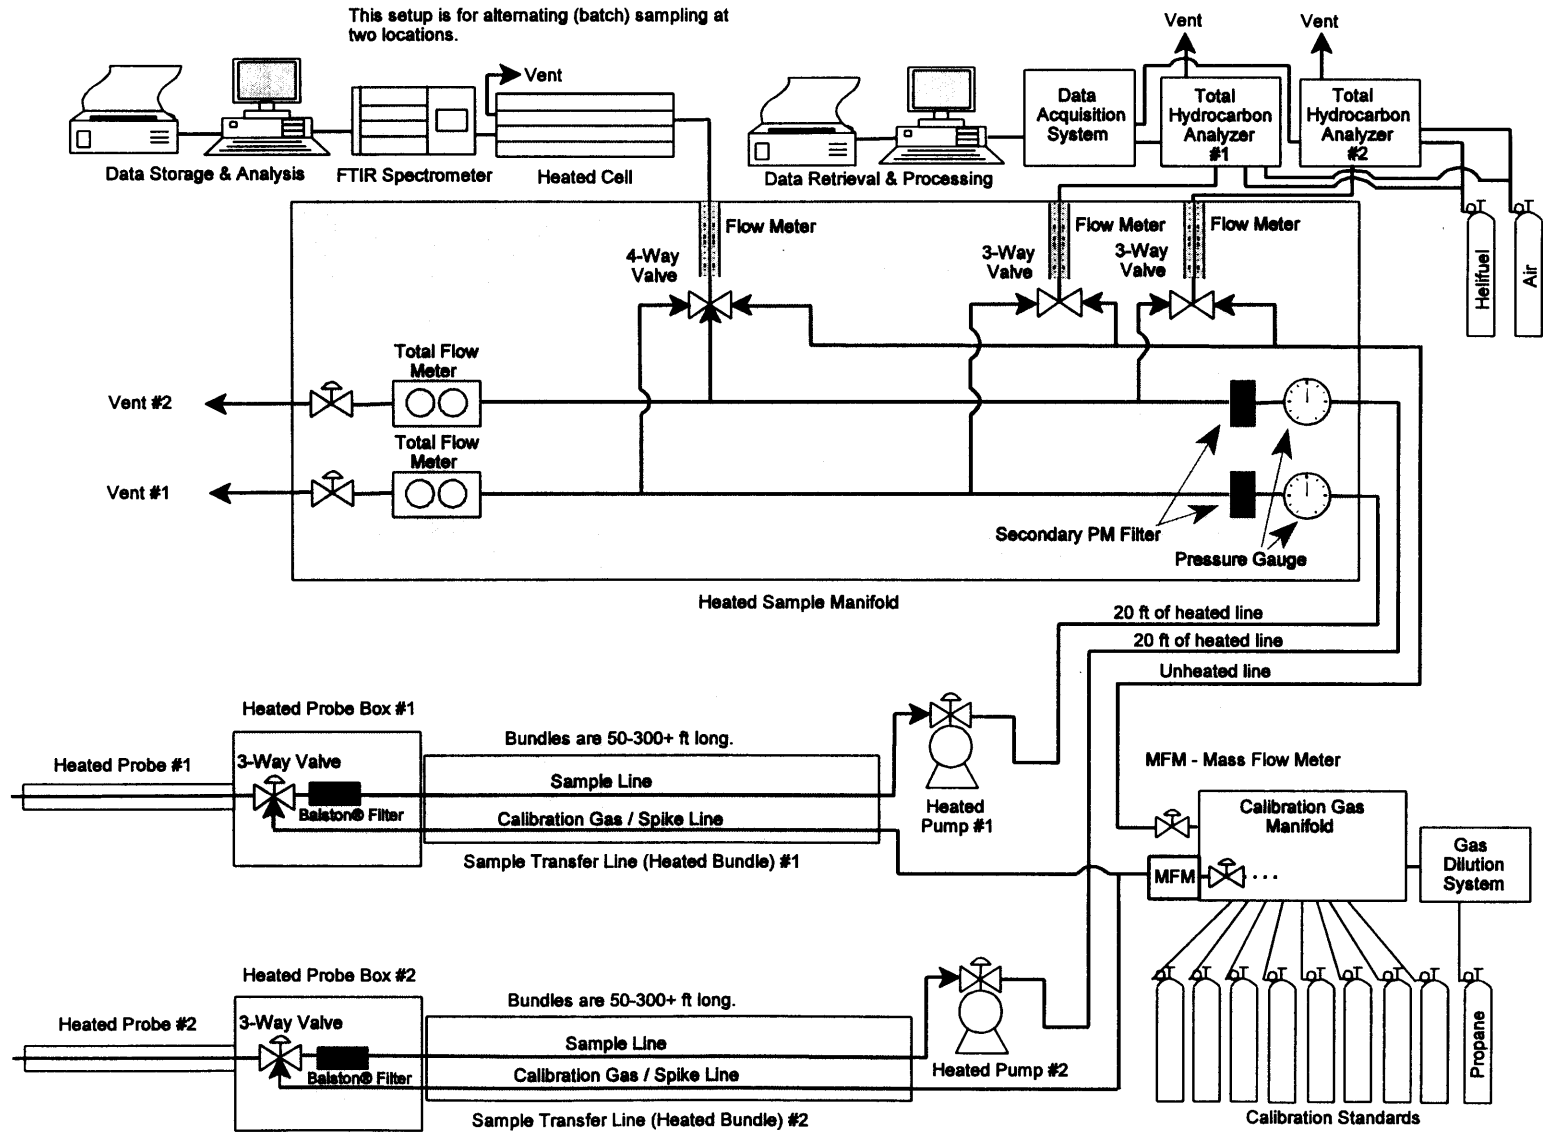 This setup is for alternating (batch) sampling at
two locations.
Vent
Vent
Vent
Data
Acquisition
System
Total
Hydrocarbon
Analyzer
#1
Total
Hydrocarbon
Analyzer
#2
Data Storage & Analysis
FTIR Spectrometer
Heated Cell
Data Retrieval & Processing
Flow Meter
Flow Meter
Flow Meter
4-Way
Valve
3-Way
Valve
3-Way
Valve
Helifuel
Air
Total Flow
Meter
Vent #2
Total Flow
Meter
Vent #1
Secondary PM Filter
Pressure Gauge
Heated Sample Manifold
20 ft of heated line
20 ft of heated line
Unheated line
Heated Probe Box #1
Bundles are 50-300+ ft long.
Heated Probe #1
3-Way Valve
Sample Line
Balston® Filter
Calibration Gas / Spike Line
Sample Transfer Line (Heated Bundle) #1
Heated
Pump #1
MFM - Mass Flow Meter
Calibration Gas
Manifold
MFM
...
Gas
Dilution
System
Heated Probe Box #2
Bundles are 50-300+ ft long.
Heated Probe #2
3-Way Valve
Sample Line
Balston® Filter
Calibration Gas / Spike Line
Sample Transfer Line (Heated Bundle) #2
Heated Pump #2
Propane
Calibration Standards